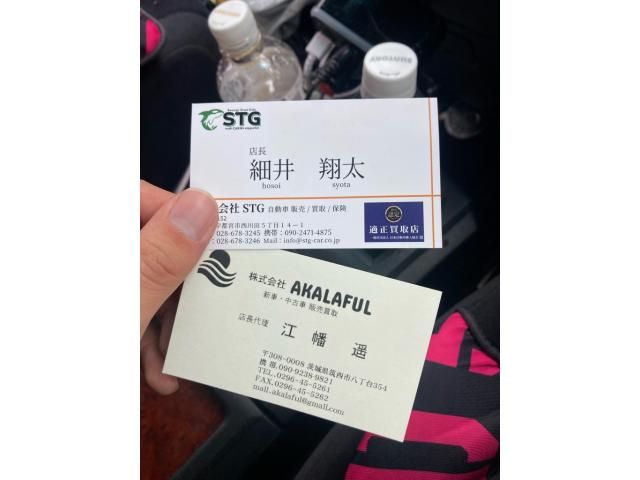 STG
店長
細井 翔太
hosoi syota
会社 STG 自動車 販売 / 買取 / 保険
宇都宮市西川田5丁目14-1
028-678-3245 携帯:090-2471-4875
: 028-678-3246 Mail : info@stg-car.co.jp
認定
適正買取店
株式会社 AKALAFUL
新車・中古車 販売買取
店長代理 江幡 遥
〒308-0008 茨城県筑西市八丁台354
携帯.090-9238-9821
TEL.0296-45-5261
FAX.0296-45-5262
mail.akalaful@gmail.com
SUNTORY